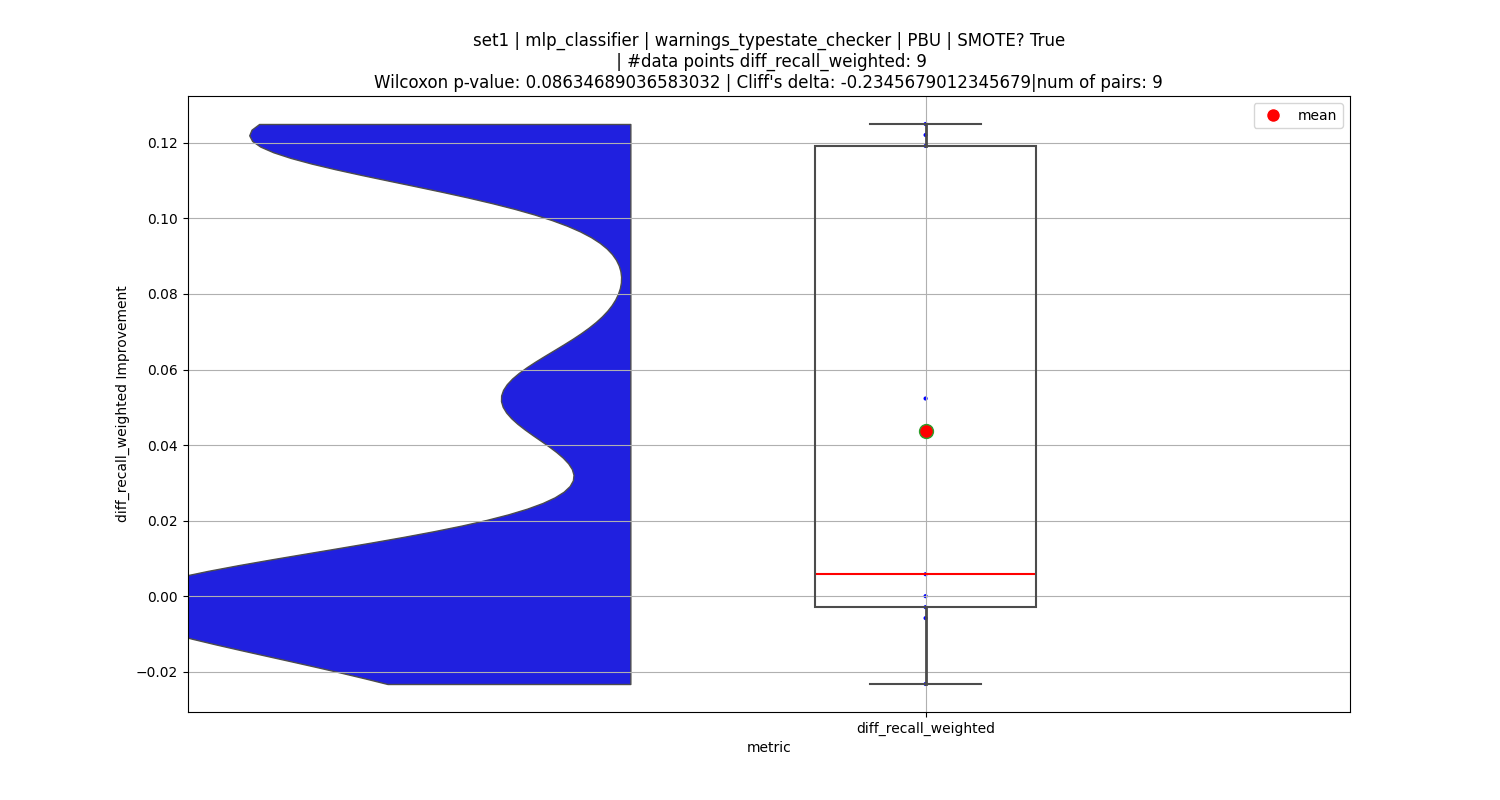 set1 | mlp_classifier | warnings_typestate_checker | PBU | SMOTE? True
| #data points diff_recall_weighted: 9
Wilcoxon p-value: 0.08634689036583032 | Cliff's delta: -0.2345679012345679|num of pairs: 9
mean
0.12
0.10
0.08
0.06
0.04
0.02
0.00
−0.02
diff_recall_weighted Improvement
diff_recall_weighted
metric